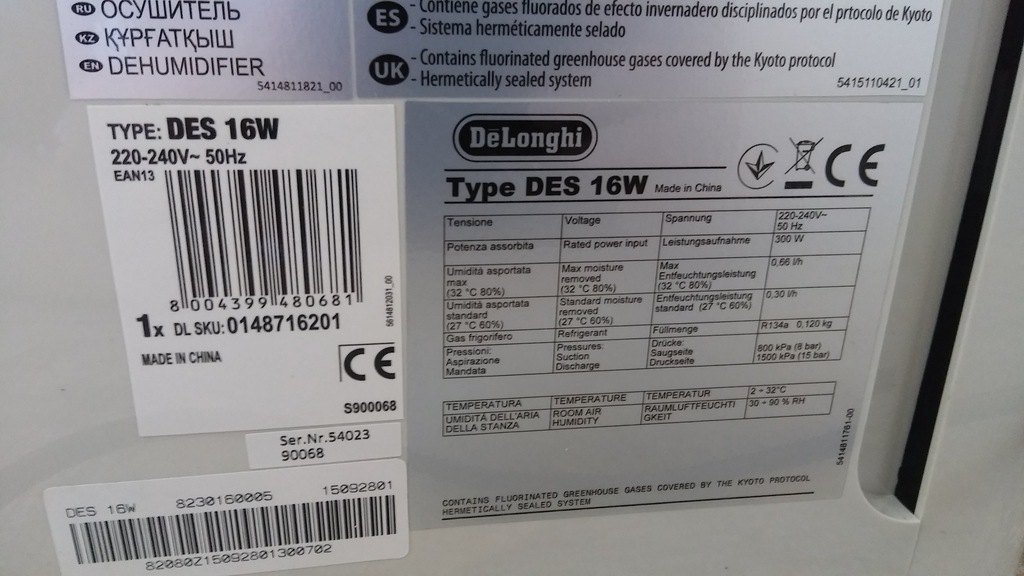 RU ОСУШИТЕЛЬ
KZ ҚҰРҒАТҚЫШ
EN DEHUMIDIFIER
5414811821_00
ES - Contiene gases fluorados de efecto invernadero disciplinados por el prtocolo de Kyoto
- Sistema herméticamente selado
UK - Contains fluorinated greenhouse gases covered by the Kyoto protocol
- Hermetically sealed system
5415110421_01
TYPE: DES 16W
220-240V~ 50Hz
EAN13
8 004399 480681
5614812031_00
1x DL SKU: 0148716201
MADE IN CHINA
CE
S900068
Ser.Nr.54023
90068
DES 16W 8230160005 15092801
82080Z15092801300702
DeLonghi
CE
Type DES 16W Made in China
Tensione Voltage Spannung 220-240V~ 50 Hz
Potenza assorbita Rated power input Leistungsaufnahme 300 W
Umidità asportata max (32 °C 80%) Max moisture removed (32 °C 80%) Max Entfeuchtungsleistung (32 °C 80%) 0,66 l/h
Umidità asportata standard (27 °C 60%) Standard moisture removed (27 °C 60%) Entfeuchtungsleistung standard (27 °C 60%) 0,30 l/h
Gas frigorifero Refrigerant Füllmenge R134a 0,120 kg
Pressioni: Aspirazione Mandata Pressures: Suction Discharge Drücke: Saugseite Druckseite 800 kPa (8 bar) 1500 kPa (15 bar)
TEMPERATURA TEMPERATURE TEMPERATUR 2 ÷ 32°C
UMIDITÀ DELL'ARIA DELLA STANZA ROOM AIR HUMIDITY RAUMLUFTFEUCHTIGKEIT 30 ÷ 90 % RH
5414811761-00
CONTAINS FLUORINATED GREENHOUSE GASES COVERED BY THE KYOTO PROTOCOL
HERMETICALLY SEALED SYSTEM